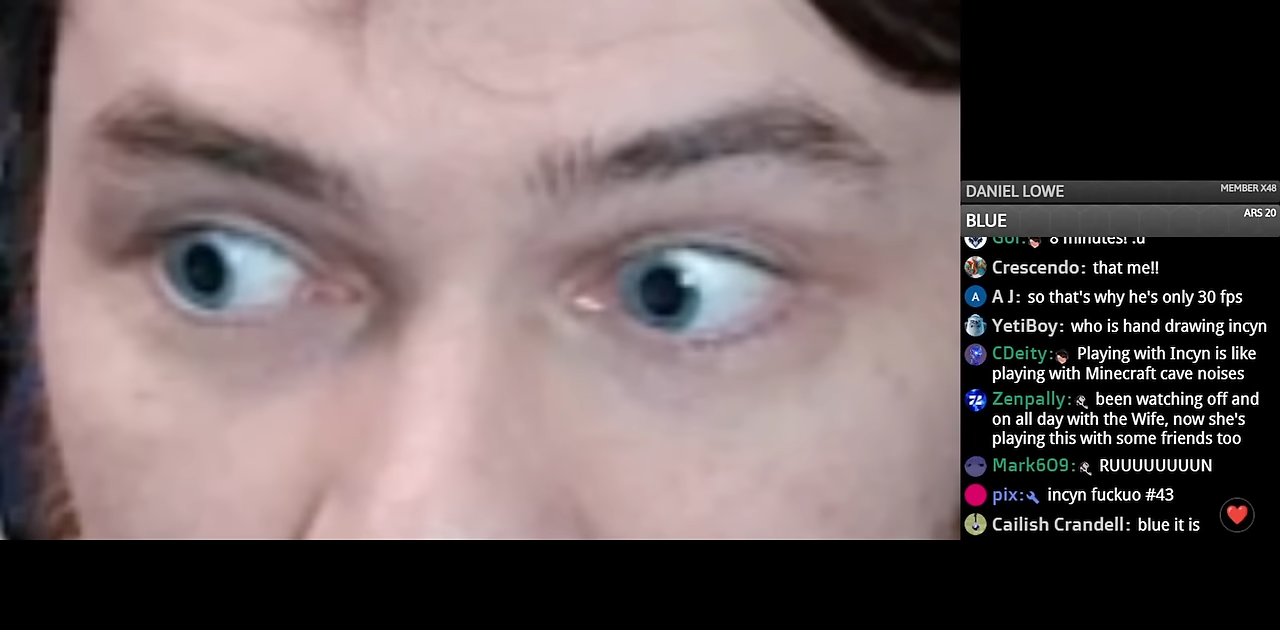 DANIEL LOWE
MEMBER X48
BLUE
ARS 20
8 minutes! :d
Crescendo: that me!!
A A J: so that's why he's only 30 fps
YetiBoy: who is hand drawing incyn
CDeity: Playing with Incyn is like
playing with Minecraft cave noises
Zenpally: been watching off and
on all day with the Wife, now she's
playing this with some friends too
Mark609: RUUUUUUUUN
pix: incyn fuckuo #43
Cailish Crandell: blue it is